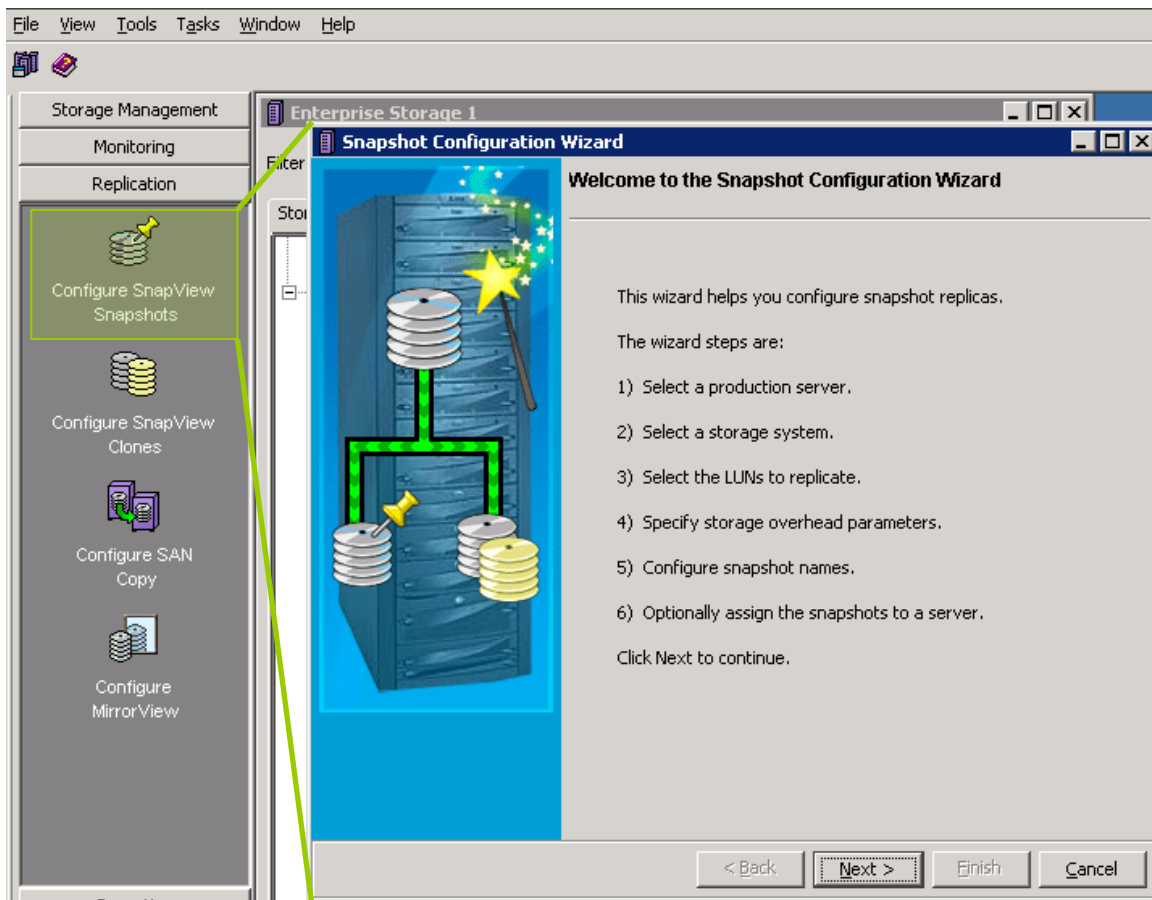 File View Tools Tasks Window Help
Storage Management
Monitoring
Replication
Configure SnapView
Snapshots
Configure SnapView
Clones
Configure SAN
Copy
Configure
MirrorView
Enterprise Storage 1
Filter
Snapshot Configuration Wizard
Welcome to the Snapshot Configuration Wizard
This wizard helps you configure snapshot replicas.
The wizard steps are:
1) Select a production server.
2) Select a storage system.
3) Select the LUNs to replicate.
4) Specify storage overhead parameters.
5) Configure snapshot names.
6) Optionally assign the snapshots to a server.
Click Next to continue.
< Back Next > Finish Cancel